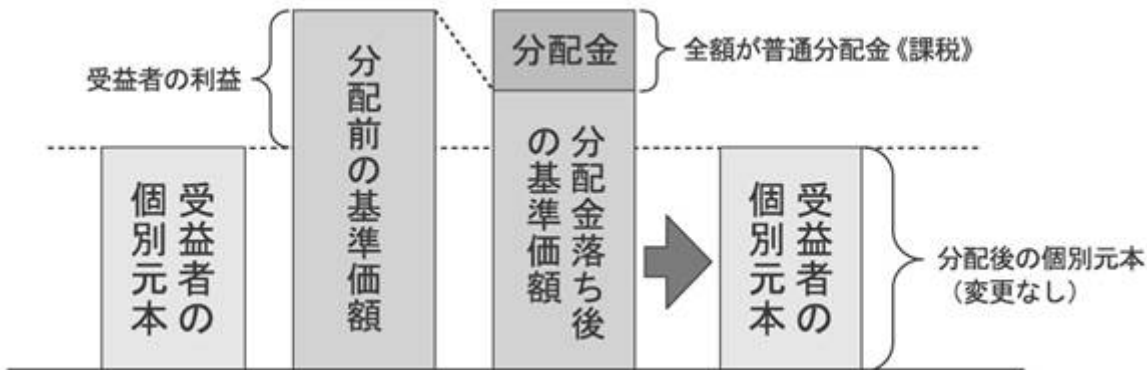 受益者の利益
受益者の
個別元本
分配前の基準価額
分配金
全額が普通分配金《課税》
分配金落ち後
の基準価額
受益者の
個別元本
分配後の個別元本
(変更なし)